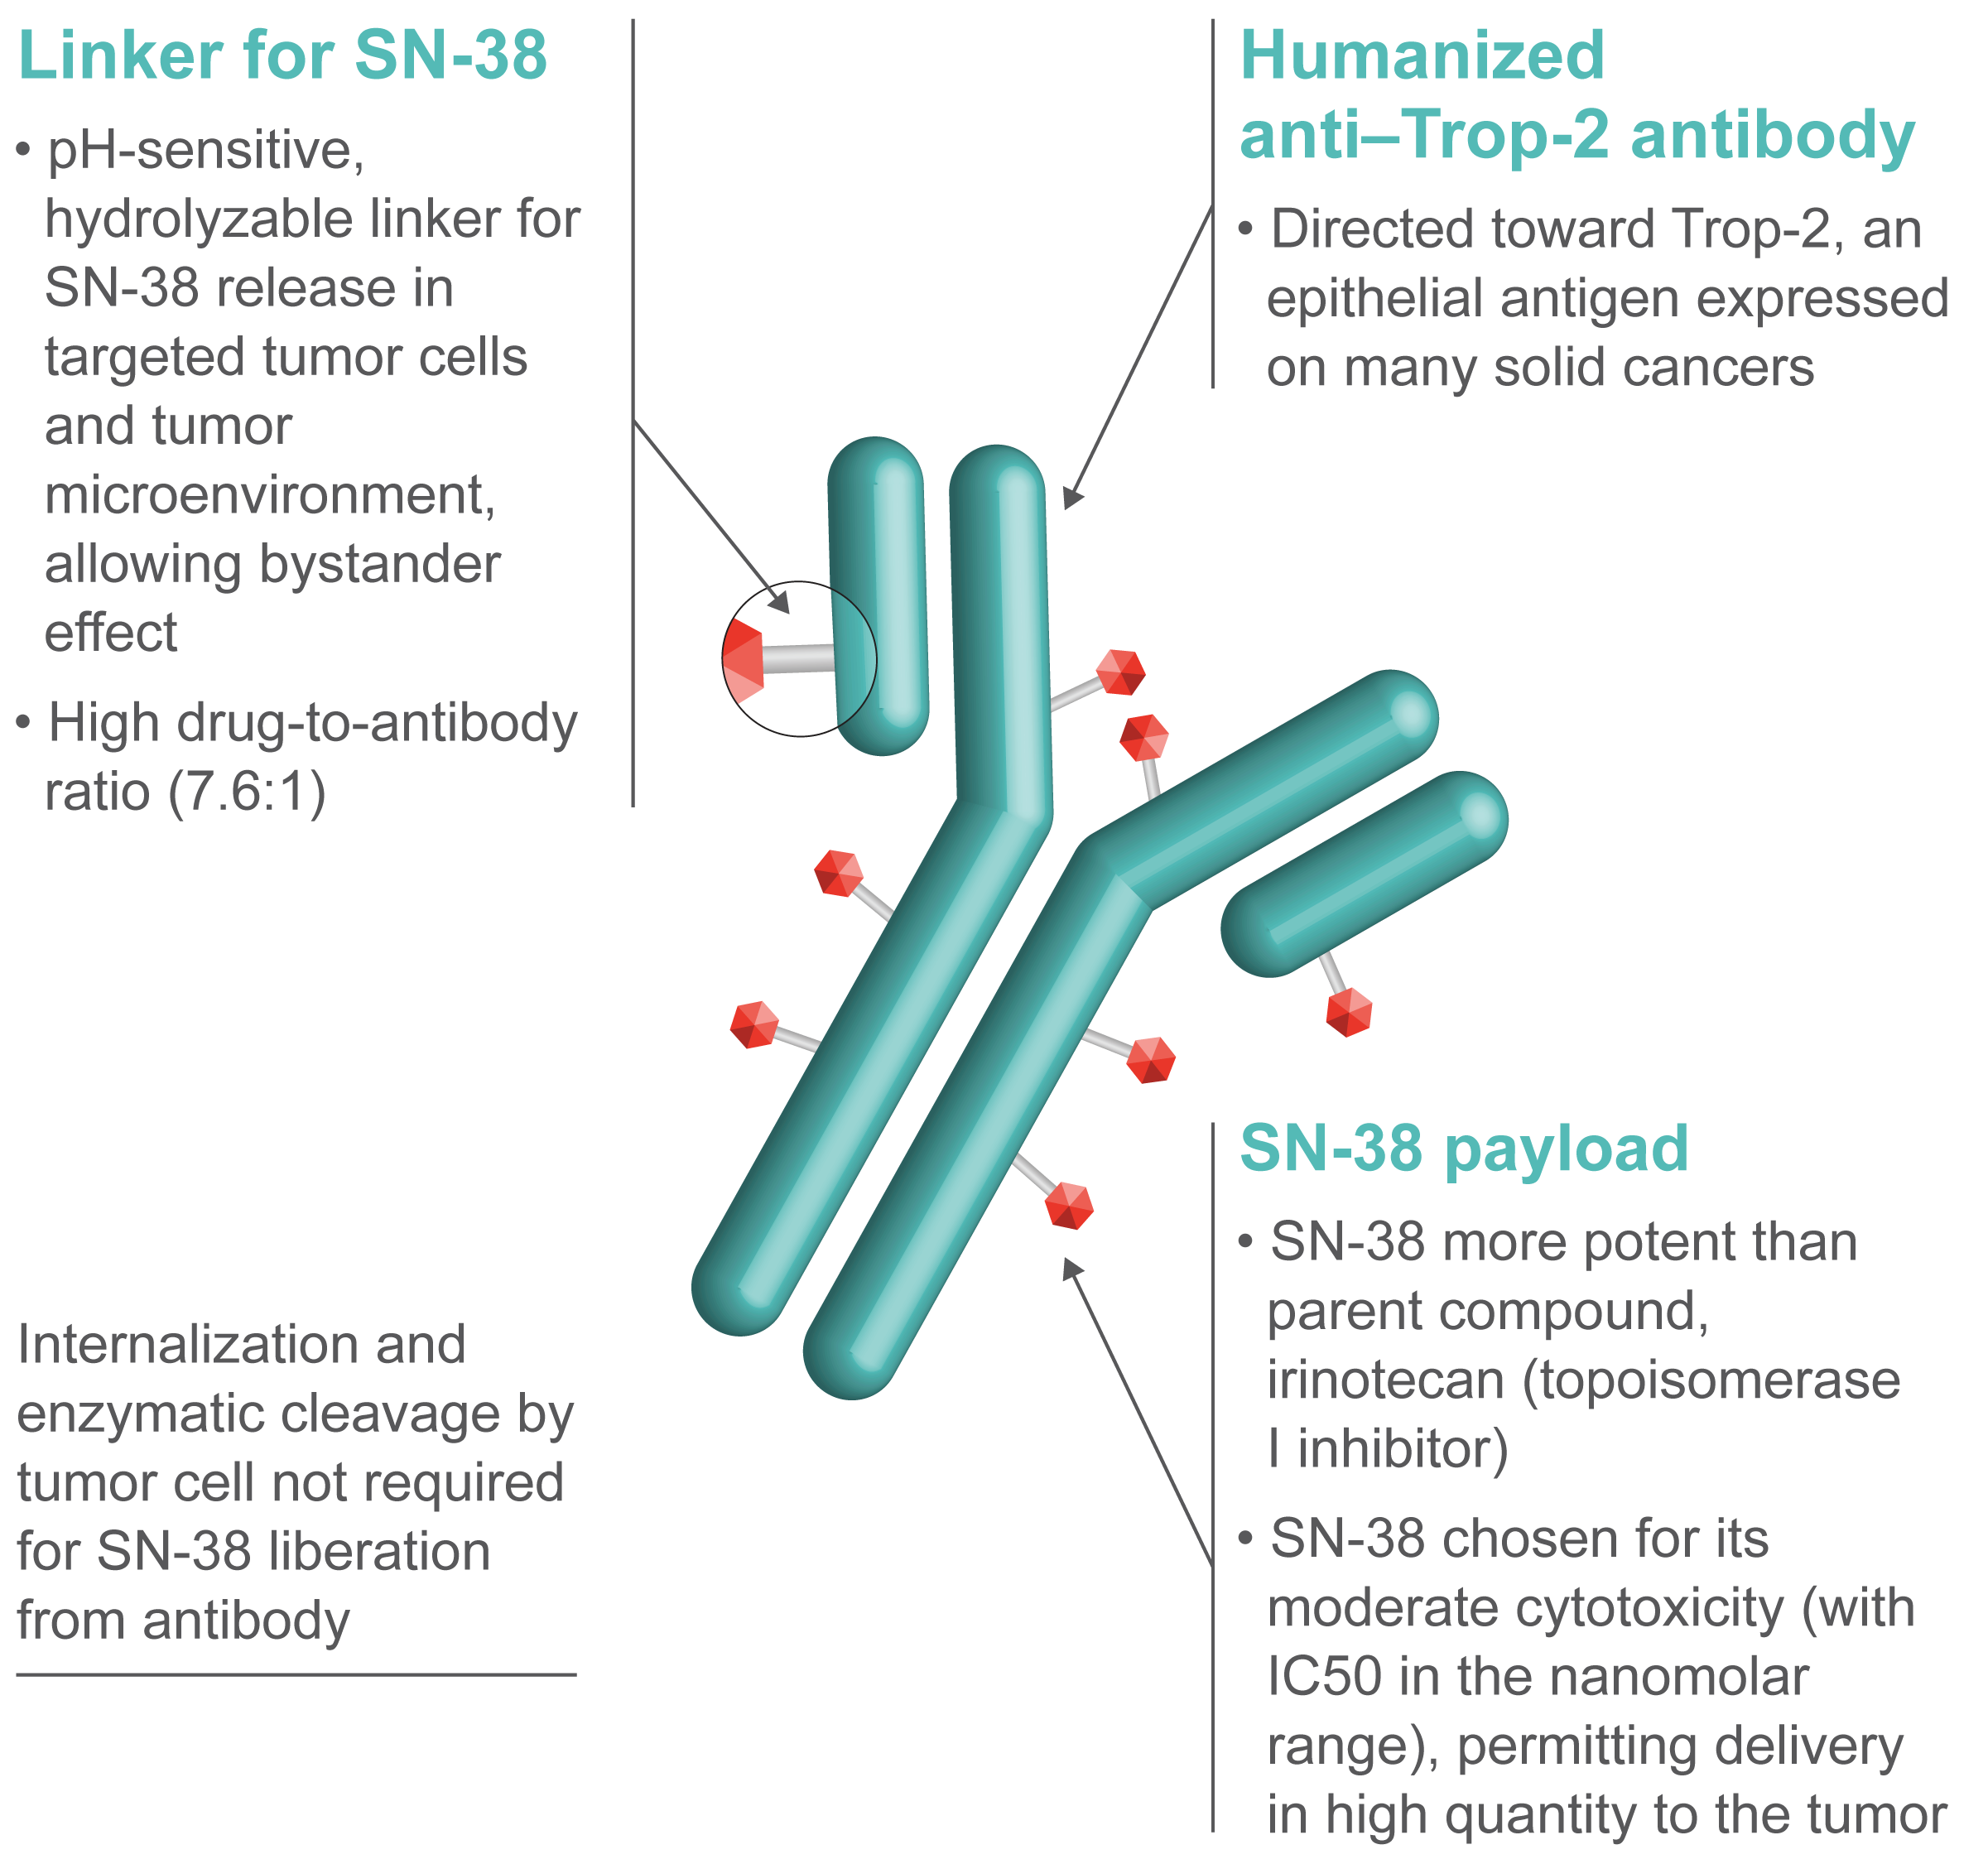 Linker for SN-38
• pH-sensitive,
hydrolyzable linker for
SN-38 release in
targeted tumor cells
and tumor
microenvironment,
allowing bystander
effect
• High drug-to-antibody
ratio (7.6:1)
Humanized
anti–Trop-2 antibody
• Directed toward Trop-2, an
epithelial antigen expressed
on many solid cancers
Internalization and
enzymatic cleavage by
tumor cell not required
for SN-38 liberation
from antibody
SN-38 payload
• SN-38 more potent than
parent compound,
irinotecan (topoisomerase
I inhibitor)
• SN-38 chosen for its
moderate cytotoxicity (with
IC50 in the nanomolar
range), permitting delivery
in high quantity to the tumor